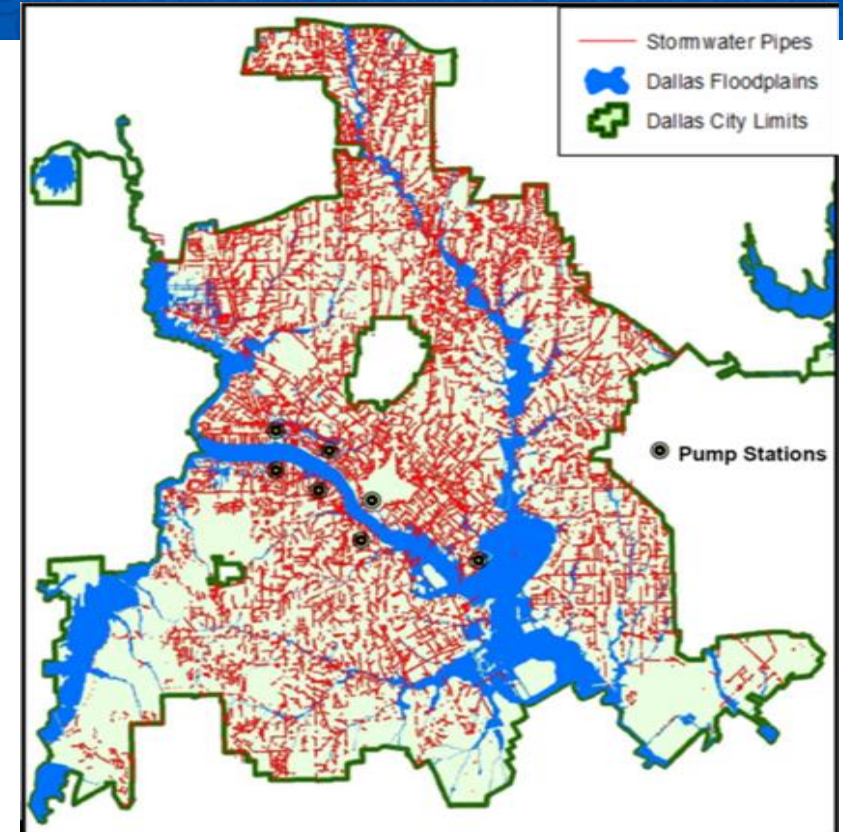 Stormwater Pipes
Dallas Floodplains
Dallas City Limits
Pump Stations